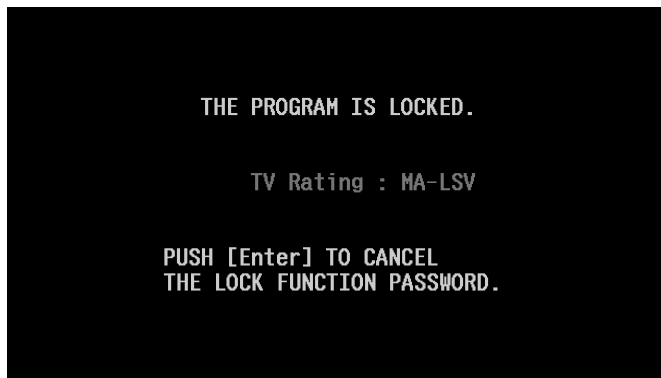 THE PROGRAM IS LOCKED.
TV Rating : MA-LSV
PUSH [Enter] TO CANCEL
THE LOCK FUNCTION PASSWORD.